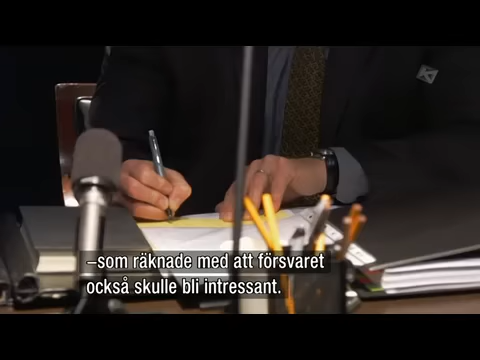 –som räknade med att försvaret
också skulle bli intressant.